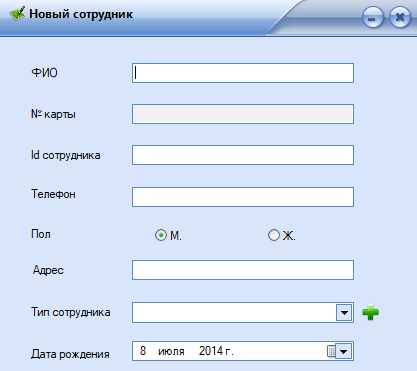 Новый сотрудник
ФИО
№ карты
Id сотрудника
Телефон
Пол М. Ж.
Адрес
Тип сотрудника
Дата рождения 8 июля 2014 г.